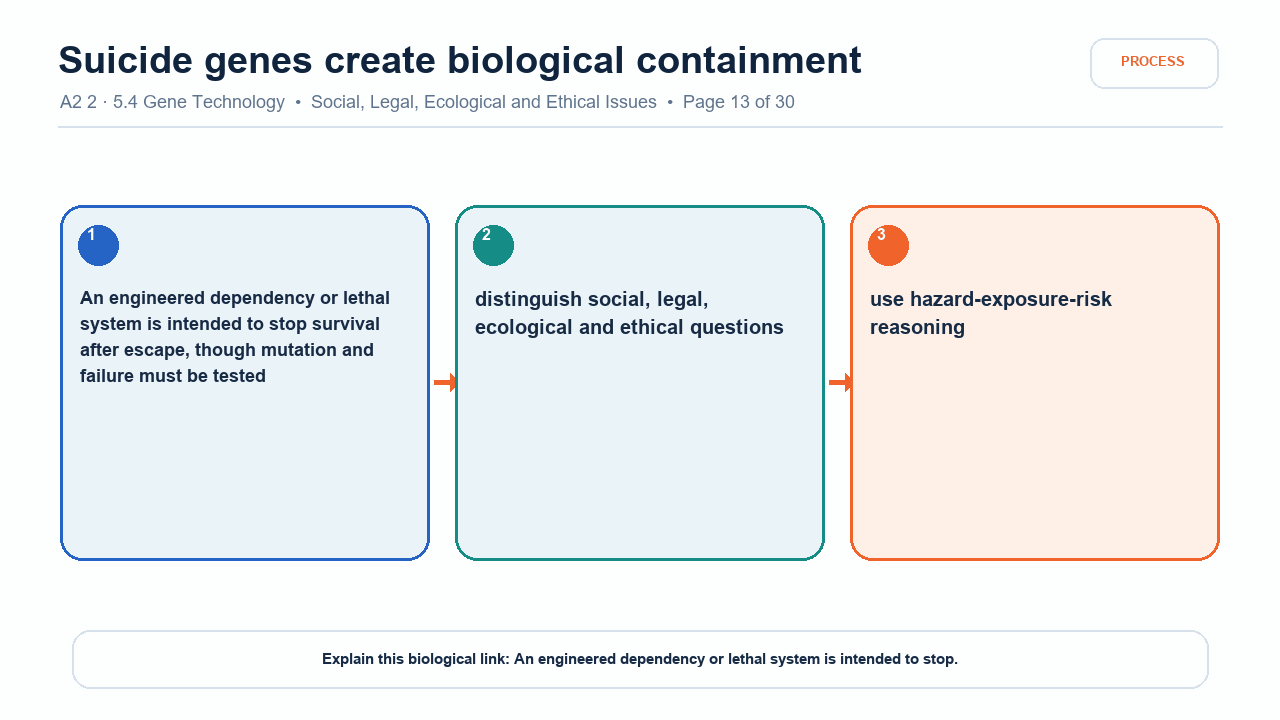 Suicide genes create biological containment
PROCESS
A2 2 · 5.4 Gene Technology • Social, Legal, Ecological and Ethical Issues • Page 13 of 30
1
An engineered dependency or lethal
system is intended to stop survival
after escape, though mutation and
failure must be tested
2
distinguish social, legal,
ecological and ethical questions
3
use hazard-exposure-risk
reasoning
Explain this biological link: An engineered dependency or lethal system is intended to stop.